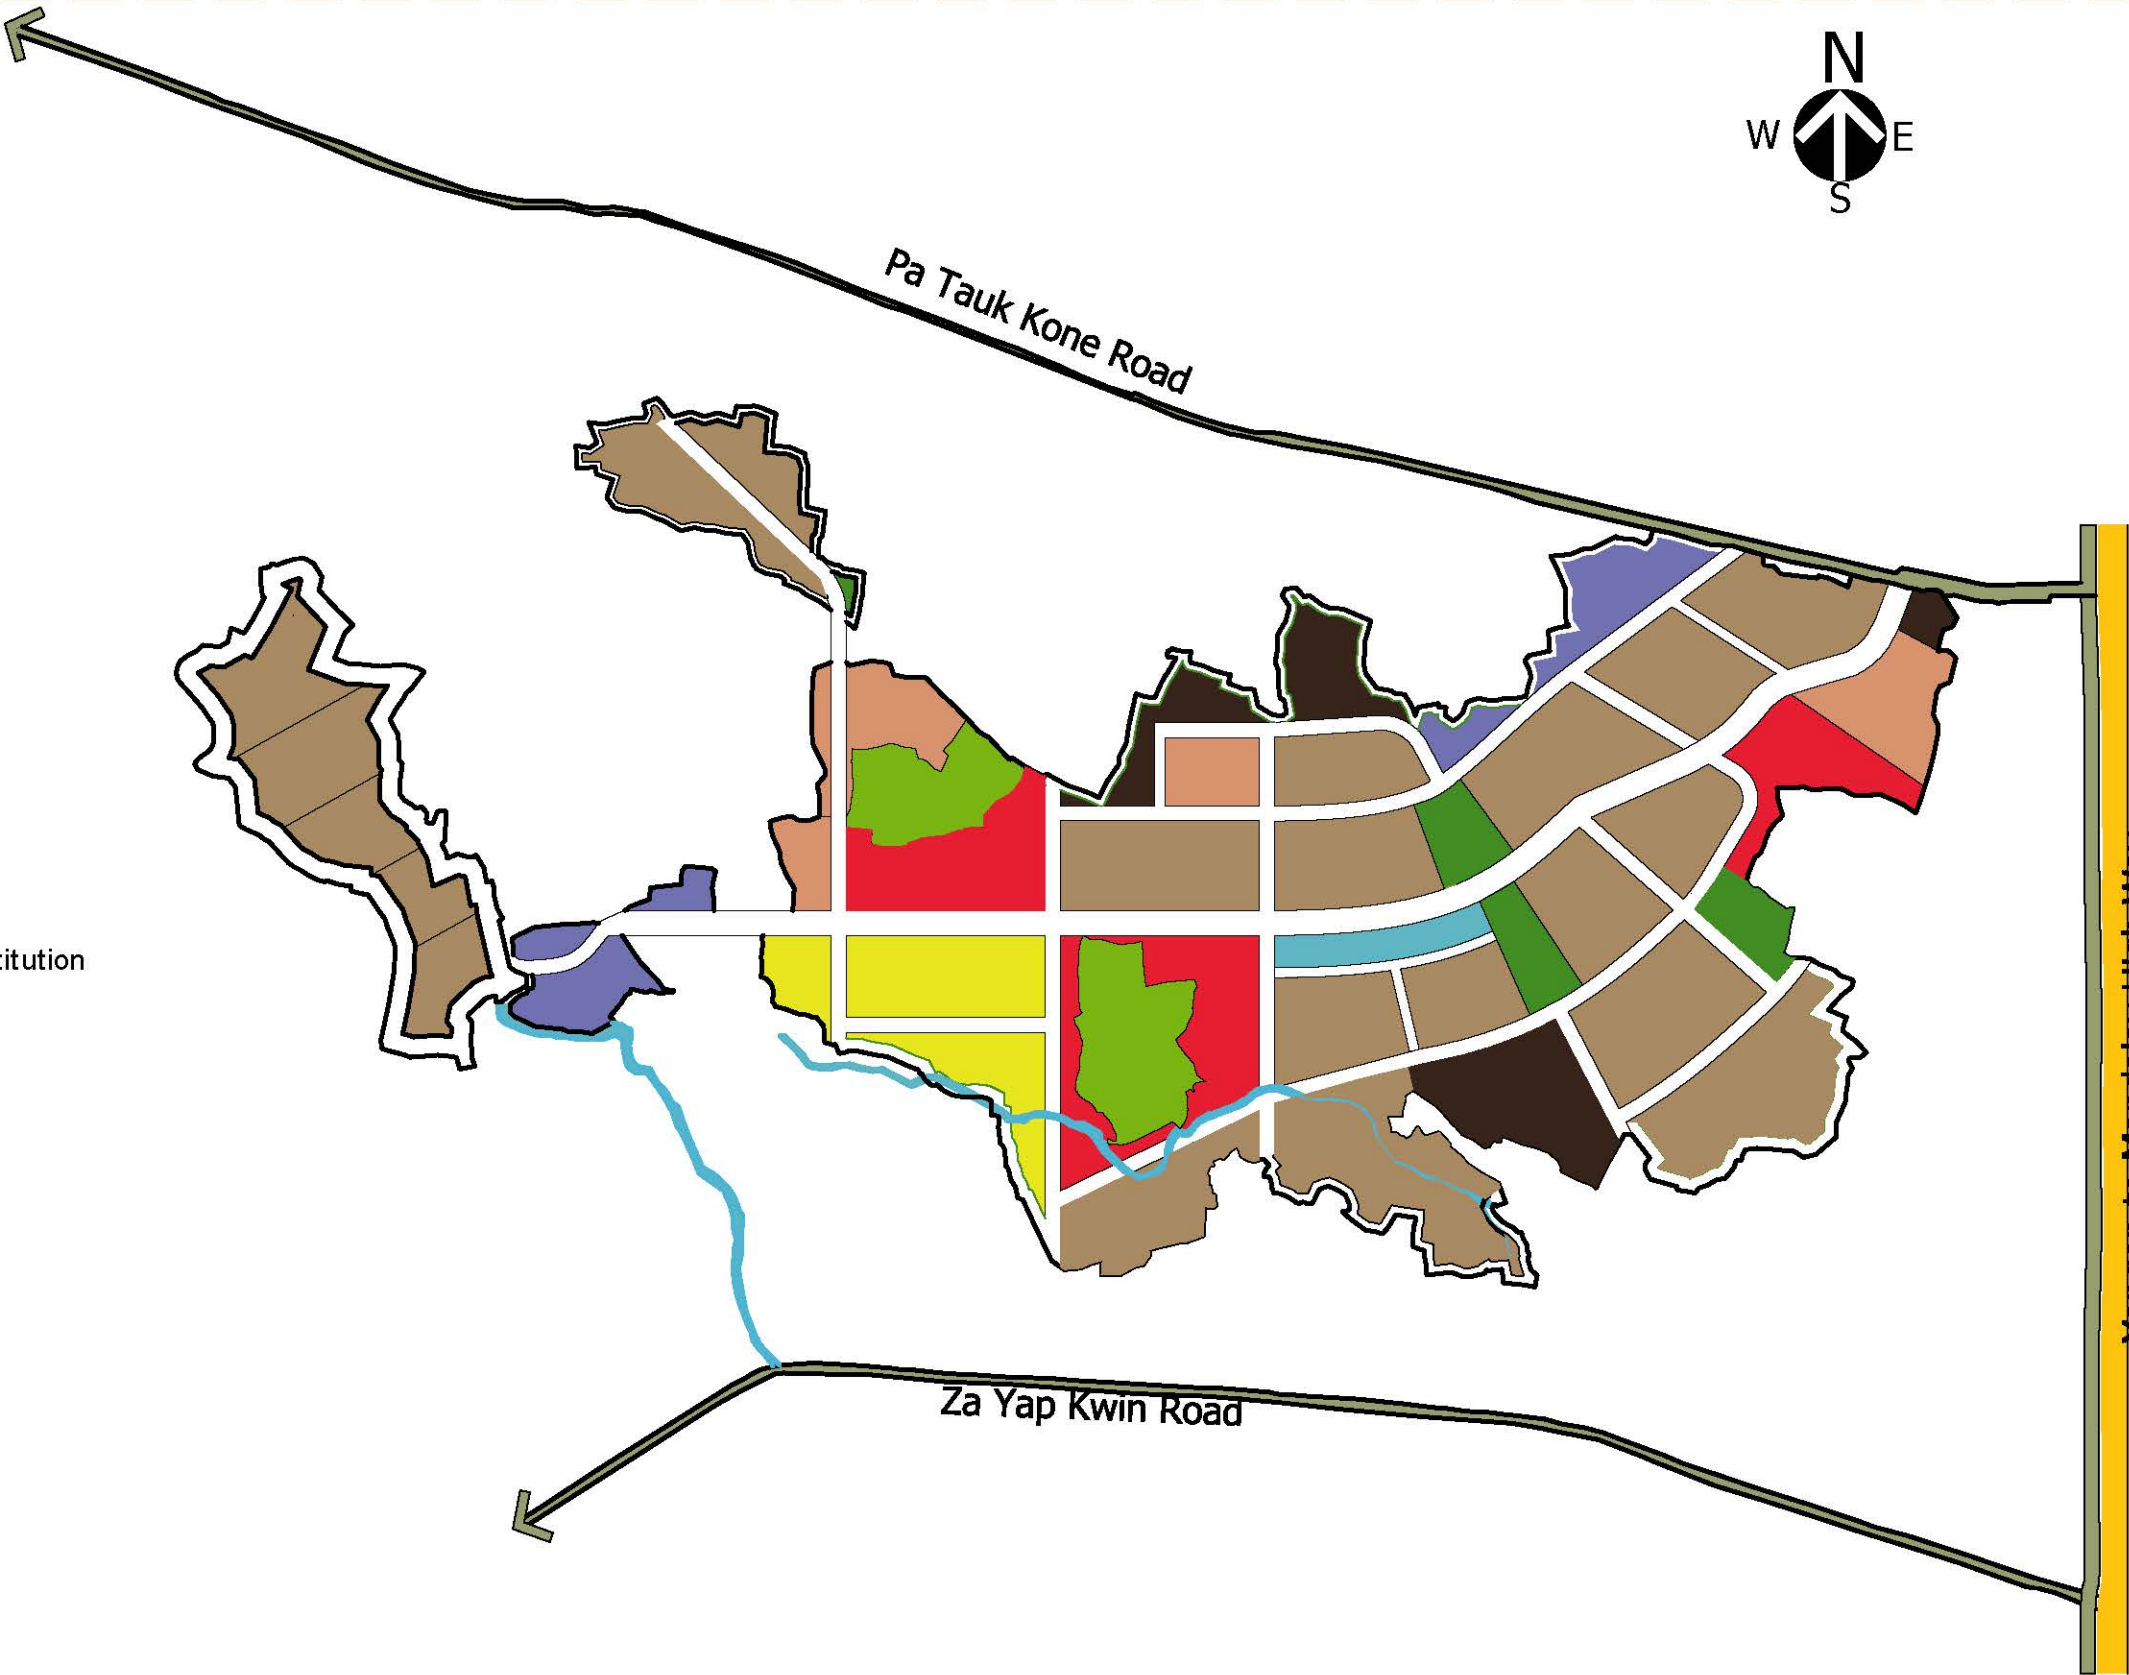 N
W E
S
Pa Tauk Kone Road
titution
Za Yap Kwin Road